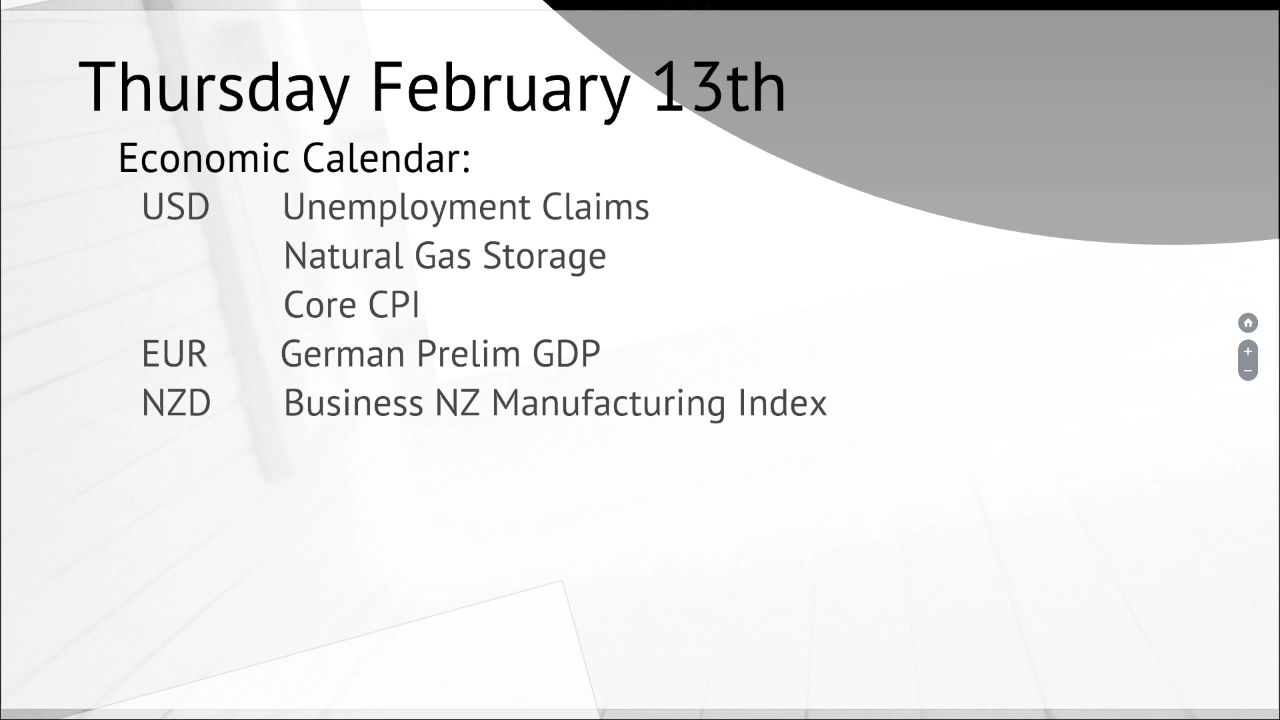 Thursday February 13th
Economic Calendar:
USD Unemployment Claims
Natural Gas Storage
Core CPI
EUR German Prelim GDP
NZD Business NZ Manufacturing Index